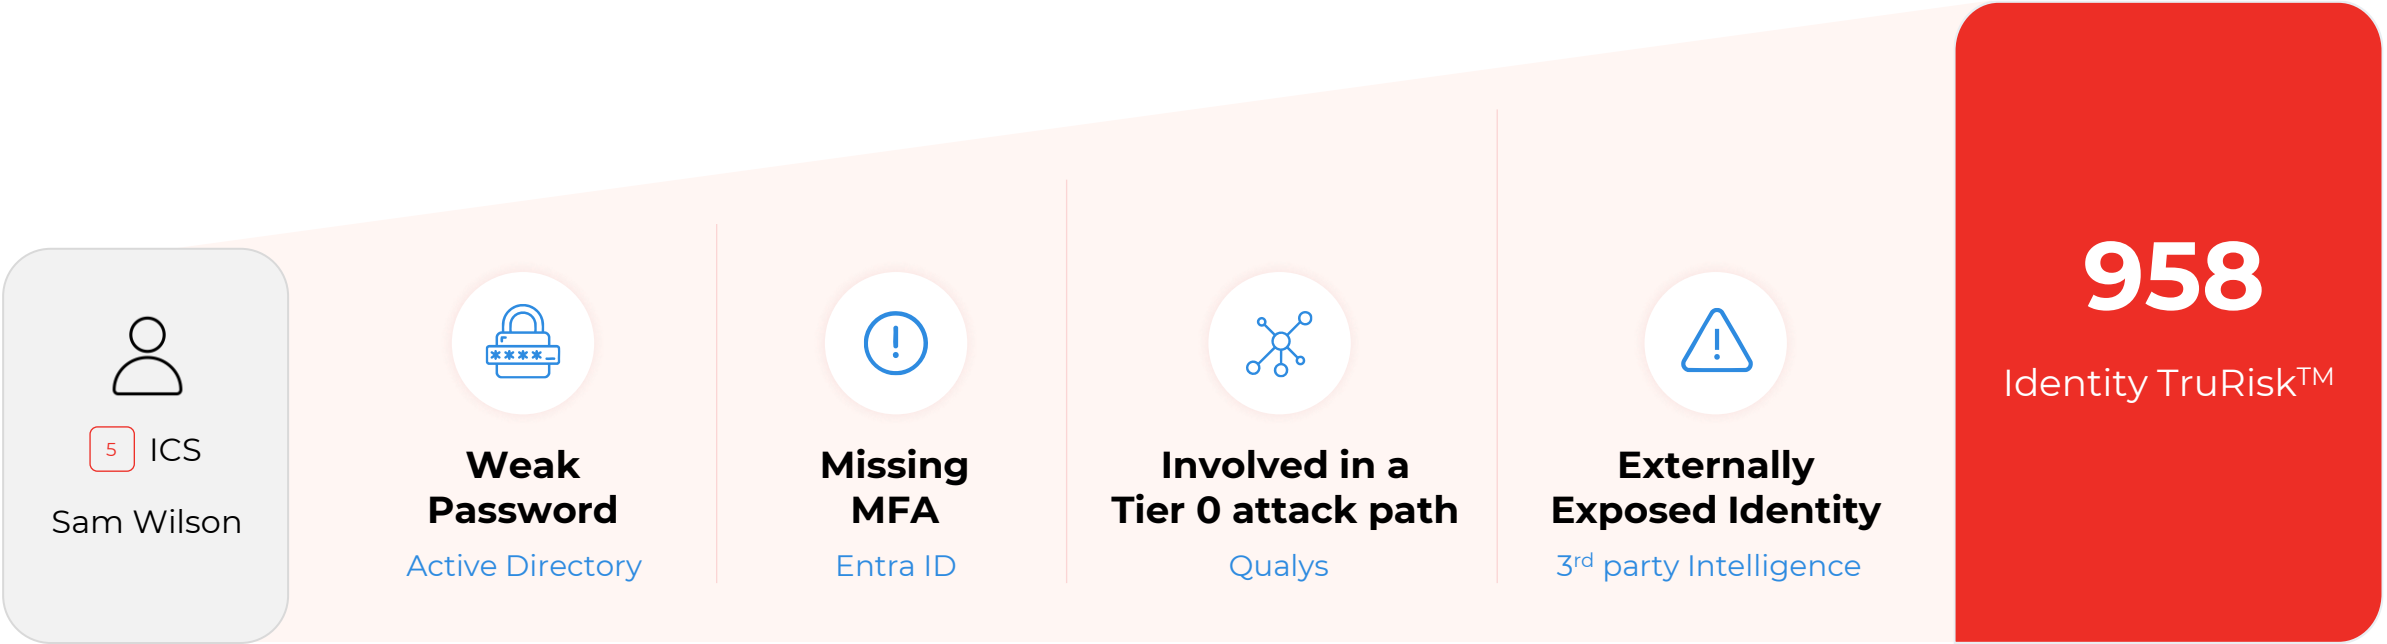 5 ICS
Sam Wilson
Weak
Password
Active Directory
Missing
MFA
Entra ID
Involved in a
Tier 0 attack path
Qualys
Externally
Exposed Identity
3rd party Intelligence
958
Identity TruRisk™